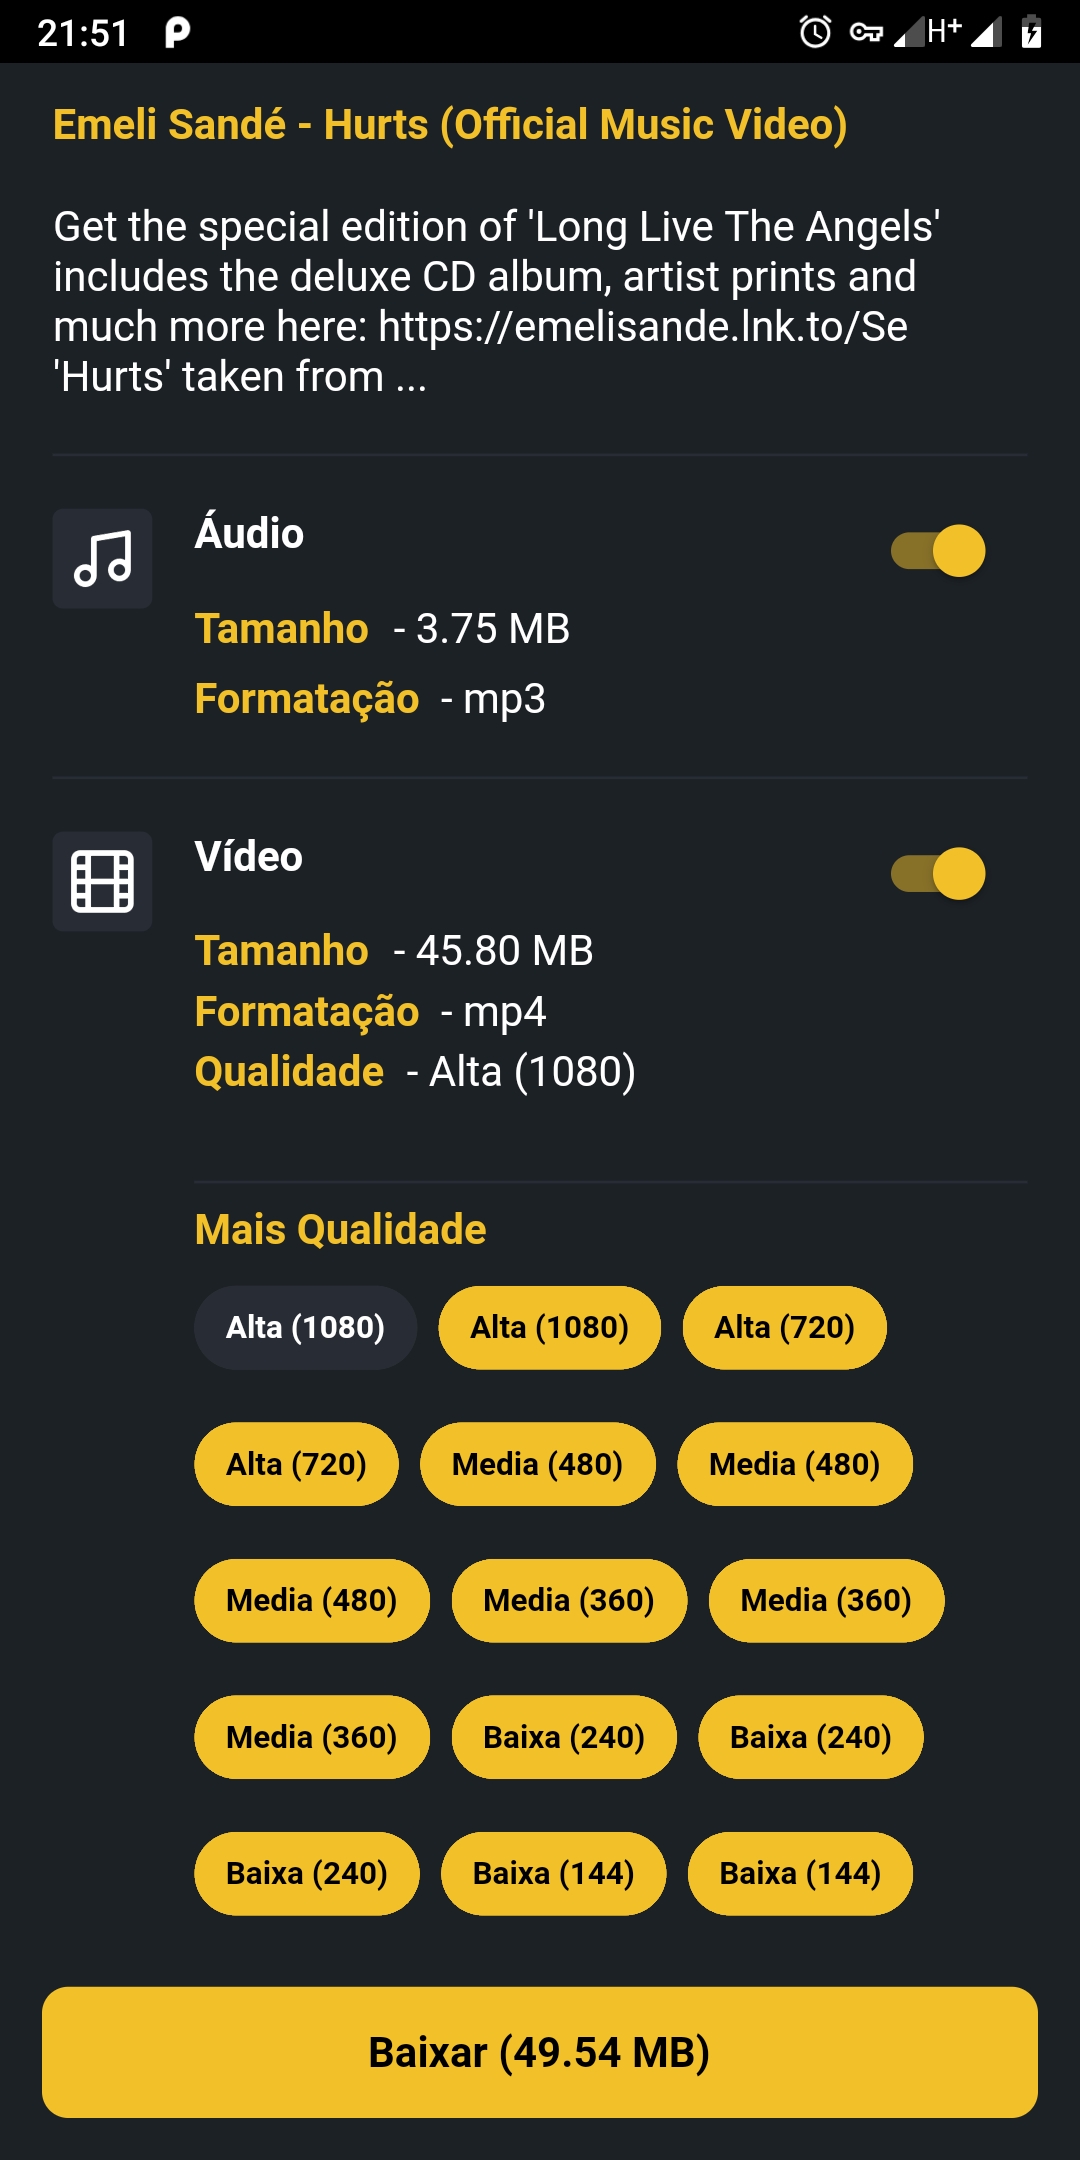 21:51
H+
Emeli Sandé - Hurts (Official Music Video)
Get the special edition of 'Long Live The Angels'
includes the deluxe CD album, artist prints and
much more here: https://emelisande.lnk.to/Se
'Hurts' taken from ...
Áudio
Tamanho - 3.75 MB
Formatação - mp3
Vídeo
Tamanho - 45.80 MB
Formatação - mp4
Qualidade - Alta (1080)
Mais Qualidade
Alta (1080) Alta (1080) Alta (720)
Alta (720) Media (480) Media (480)
Media (480) Media (360) Media (360)
Media (360) Baixa (240) Baixa (240)
Baixa (240) Baixa (144) Baixa (144)
Baixar (49.54 MB)